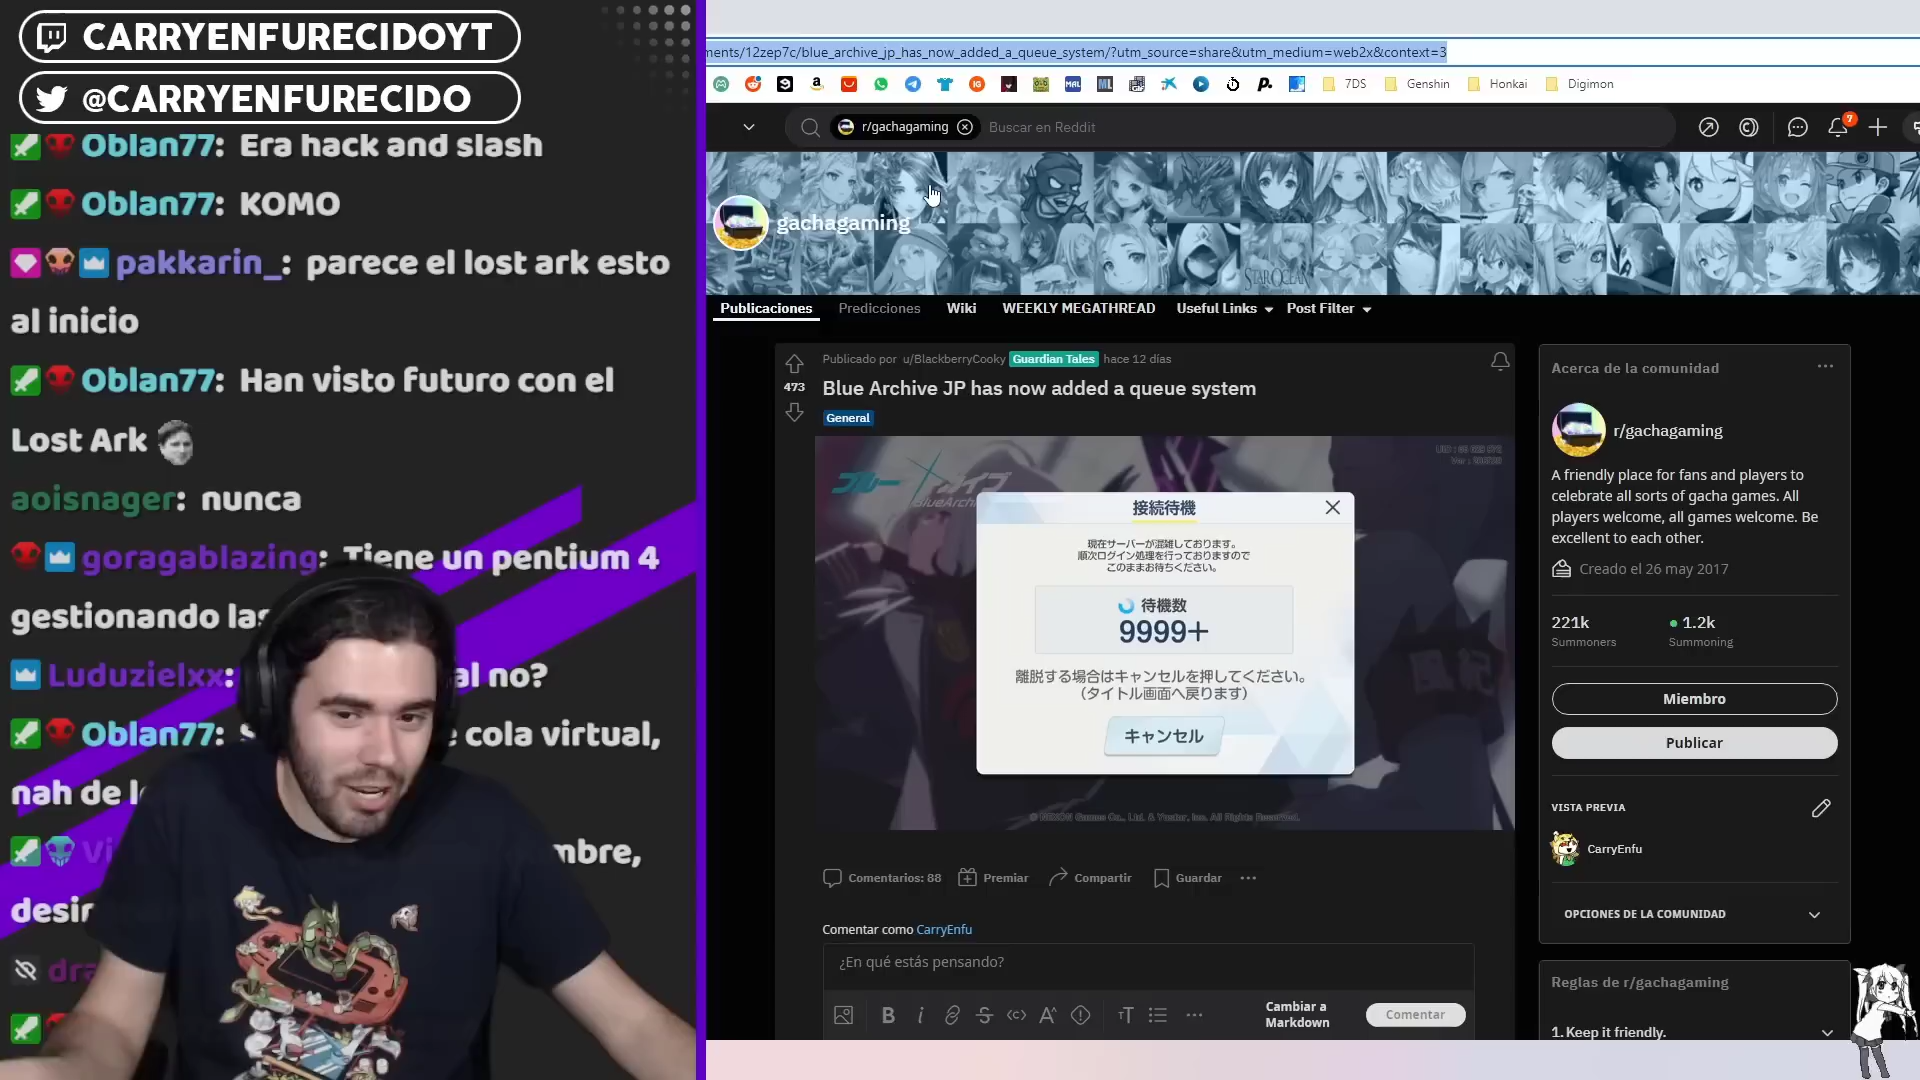 CARRYENFURECIDOYT
@CARRYENFURECIDO
Oblan77: Era hack and slash
Oblan77: KOMO
pakkarin_: parece el lost ark esto
al inicio
Oblan77: Han visto futuro con el
Lost Ark
aoisnager: nunca
goragablazing: Tiene un pentium 4
gestionando las
Luduzielxx:
al no?
Oblan77:
cola virtual,
nah de
mbre,
ments/12zep7c/blue_archive_jp_has_now_added_a_queue_system/?utm_source=share&utm_medium=web2x&context=3
7DS
Genshin
Honkai
Digimon
r/gachagaming
Buscar en Reddit
7
gachagaming
STAR OCEAN
Publicaciones
Predicciones
Wiki
WEEKLY MEGATHREAD
Useful Links
Post Filter
Publicado por u/BlackberryCooky Guardian Tales hace 12 días
473
Blue Archive JP has now added a queue system
General
接続待機
現在サーバーが混雑しております。
順次ログイン処理を行っておりますので
このままお待ちください。
待機数
9999+
離脱する場合はキャンセルを押してください。
(タイトル画面へ戻ります)
キャンセル
© NEXON Games Co., Ltd. & Yostar, Inc. All Rights Reserved.
Comentarios: 88
Premiar
Compartir
Guardar
Comentar como CarryEnfu
¿En qué estás pensando?
Cambiar a
Markdown
Comentar
Acerca de la comunidad
r/gachagaming
A friendly place for fans and players to
celebrate all sorts of gacha games. All
players welcome, all games welcome. Be
excellent to each other.
Creado el 26 may 2017
221k
Summoners
1.2k
Summoning
Miembro
Publicar
VISTA PREVIA
CarryEnfu
OPCIONES DE LA COMUNIDAD
Reglas de r/gachagaming
1. Keep it friendly.